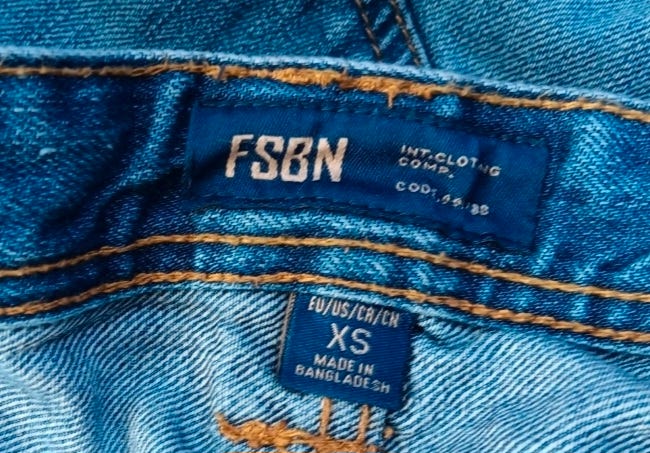 FSBN
INT.CLOTNG
COMP.
EU/US/CA/CN
XS
MADE IN
BANGLADESH